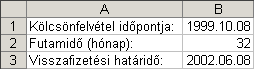 A B
1 Kölcsönfelvétel időpontja: 1999.10.08
2 Futamidő (hónap): 32
3 Visszafizetési határidő: 2002.06.08